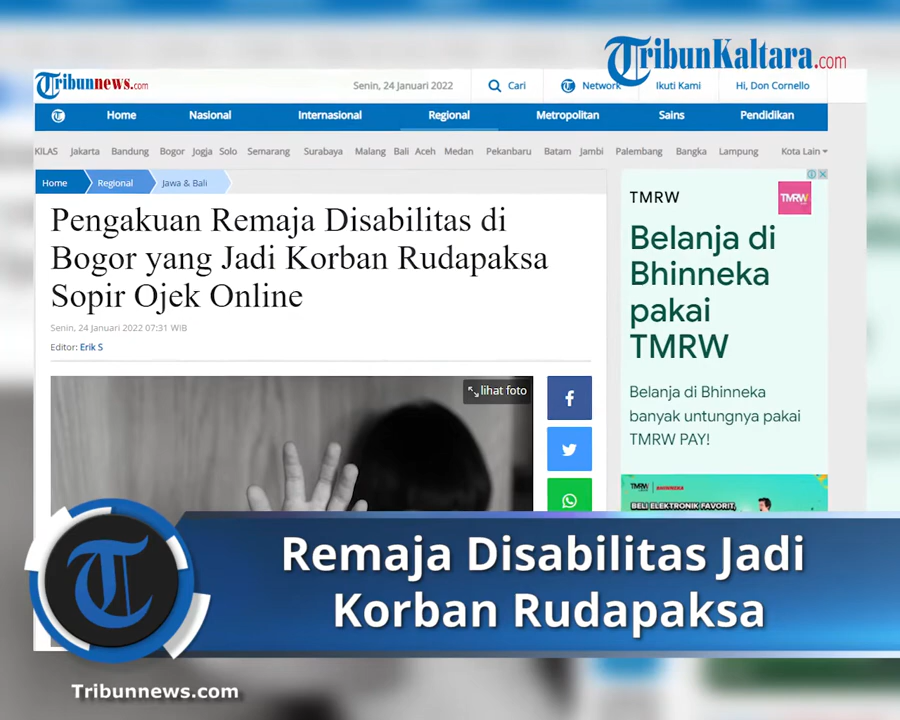 TribunKaltara.com
Tribunnews.com
Senin, 24 Januari 2022
Cari
Network
Ikuti Kami
Hi, Don Cornello
Home Nasional Internasional Regional Metropolitan Sains Pendidikan
KILAS Jakarta Bandung Bogor Jogja Solo Semarang Surabaya Malang Bali Aceh Medan Pekanbaru Batam Jambi Palembang Bangka Lampung Kota Lain
Home Regional Jawa & Bali
Pengakuan Remaja Disabilitas di
Bogor yang Jadi Korban Rudapaksa
Sopir Ojek Online
Senin, 24 Januari 2022 07:31 WIB
Editor: Erik S
lihat foto
TMRW
TMRW
Belanja di
Bhinneka
pakai
TMRW
Belanja di Bhinneka
banyak untungnya pakai
TMRW PAY!
TMRW BHINNEKA
BELI ELEKTRONIK FAVORIT,
Remaja Disabilitas Jadi
Korban Rudapaksa
Tribunnews.com